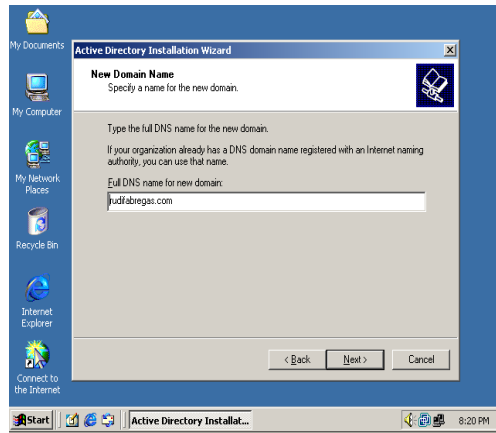 My Documents
My Computer
My Network
Places
Recycle Bin
Internet
Explorer
Connect to
the Internet
Active Directory Installation Wizard
New Domain Name
Specify a name for the new domain.
Type the full DNS name for the new domain.
If your organization already has a DNS domain name registered with an Internet naming
authority, you can use that name.
Full DNS name for new domain:
rudifabregas.com
< Back Next > Cancel
Start Active Directory Installat... 8:20 PM